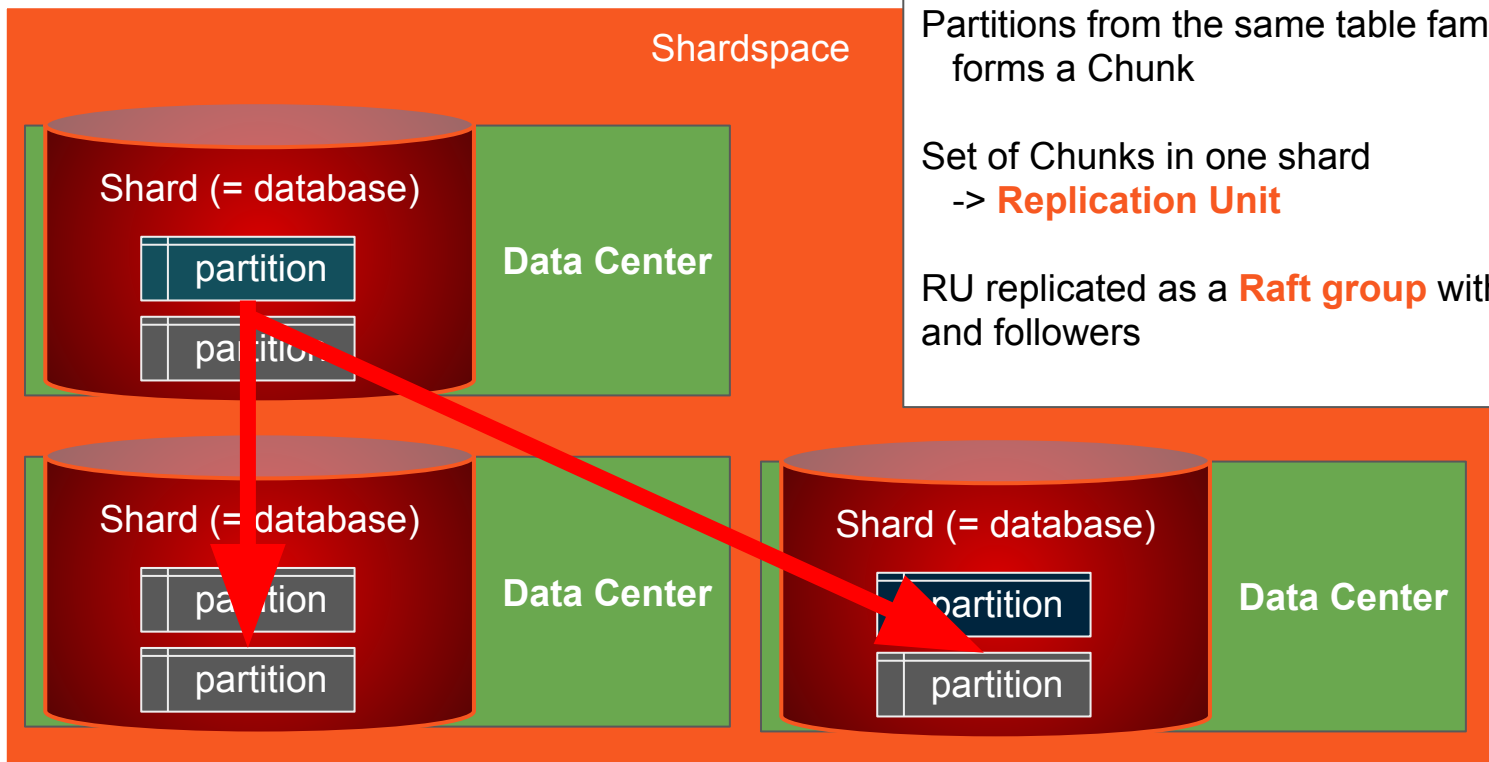 Shardspace
Partitions from the same table fam
forms a Chunk
Set of Chunks in one shard
-> Replication Unit
RU replicated as a Raft group with
and followers
Shard (= database)
partition
partition
Data Center
Shard (= database)
partition
partition
Data Center
Shard (= database)
partition
partition
Data Center